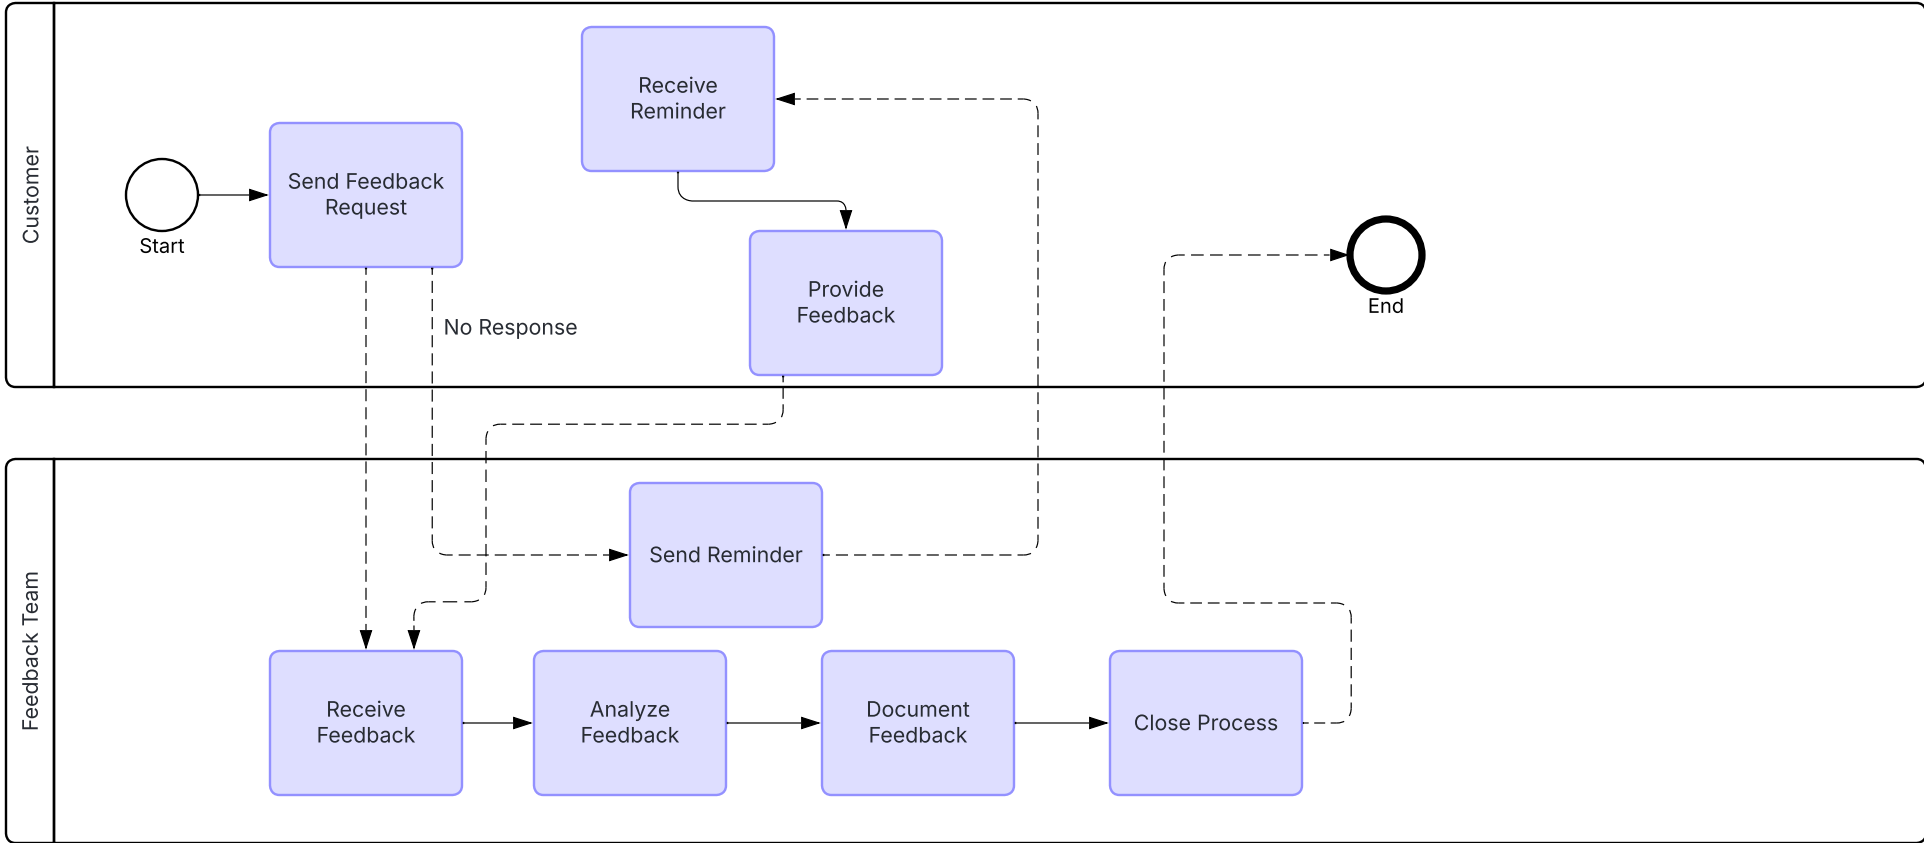 Customer
Start
Send Feedback
Request
Receive
Reminder
Provide
Feedback
No Response
End
Feedback Team
Send Reminder
Receive
Feedback
Analyze
Feedback
Document
Feedback
Close Process